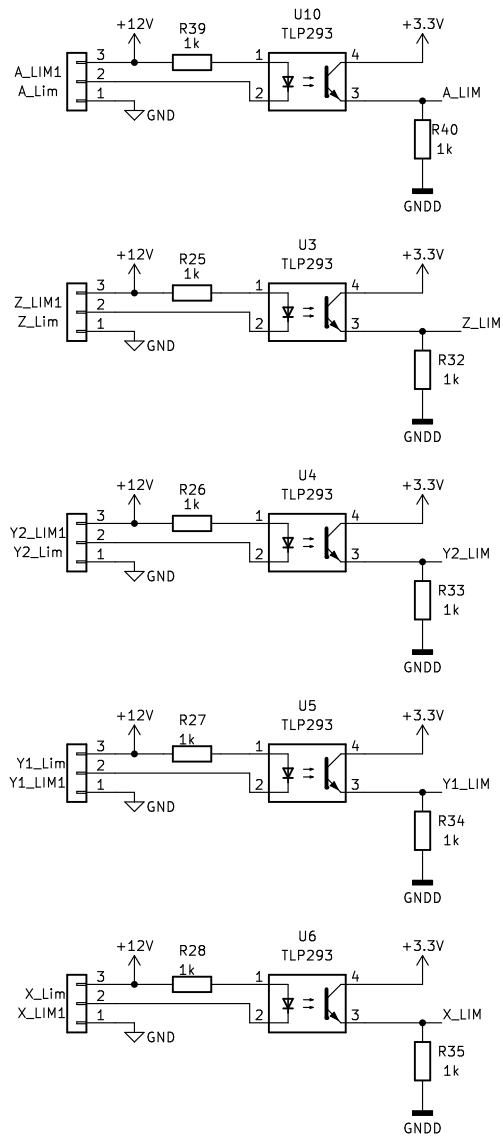 U10
TLP293
+12V
R39
1k
+3.3V
A_LIM1
A_Lim
3
2
1
GND
1
2
4
3
A_LIM
R40
1k
GNDD
U3
TLP293
+12V
R25
1k
+3.3V
Z_LIM1
Z_Lim
3
2
1
GND
1
2
4
3
Z_LIM
R32
1k
GNDD
U4
TLP293
+12V
R26
1k
+3.3V
Y2_LIM1
Y2_Lim
3
2
1
GND
1
2
4
3
Y2_LIM
R33
1k
GNDD
U5
TLP293
+12V
R27
1k
+3.3V
Y1_Lim
Y1_LIM1
3
2
1
GND
1
2
4
3
Y1_LIM
R34
1k
GNDD
U6
TLP293
+12V
R28
1k
+3.3V
X_Lim
X_LIM1
3
2
1
GND
1
2
4
3
X_LIM
R35
1k
GNDD